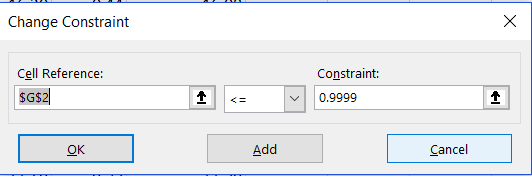 Change Constraint
Cell Reference: Constraint:
$G$2 <= 0.9999
OK Add Cancel